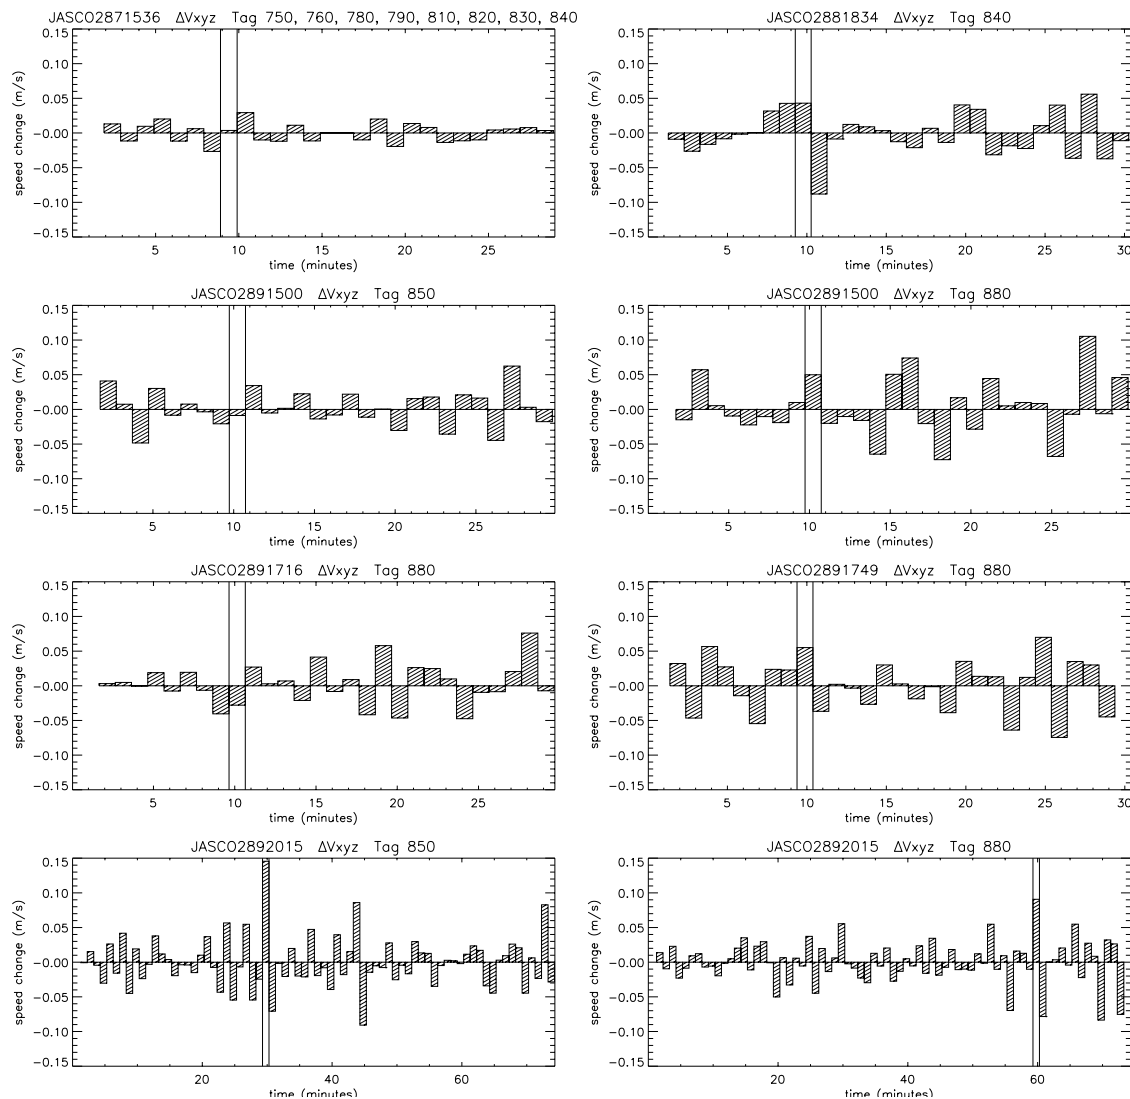 JASCO2871536 ΔVxyz Tag 750, 760, 780, 790, 810, 820, 830, 840
speed change (m/s)
0.15
0.10
0.05
-0.00
-0.05
-0.10
-0.15
5 10 15 20 25
time (minutes)
JASCO2881834 ΔVxyz Tag 840
speed change (m/s)
0.15
0.10
0.05
-0.00
-0.05
-0.10
-0.15
5 10 15 20 25 30
time (minutes)
JASCO2891500 ΔVxyz Tag 850
speed change (m/s)
0.15
0.10
0.05
-0.00
-0.05
-0.10
-0.15
5 10 15 20 25
time (minutes)
JASCO2891500 ΔVxyz Tag 880
speed change (m/s)
0.15
0.10
0.05
-0.00
-0.05
-0.10
-0.15
5 10 15 20 25
time (minutes)
JASCO2891716 ΔVxyz Tag 880
speed change (m/s)
0.15
0.10
0.05
-0.00
-0.05
-0.10
-0.15
5 10 15 20 25
time (minutes)
JASCO2891749 ΔVxyz Tag 880
speed change (m/s)
0.15
0.10
0.05
-0.00
-0.05
-0.10
-0.15
5 10 15 20 25 30
time (minutes)
JASCO2892015 ΔVxyz Tag 850
speed change (m/s)
0.15
0.10
0.05
-0.00
-0.05
-0.10
-0.15
20 40 60
time (minutes)
JASCO2892015 ΔVxyz Tag 880
speed change (m/s)
0.15
0.10
0.05
-0.00
-0.05
-0.10
-0.15
20 40 60
time (minutes)